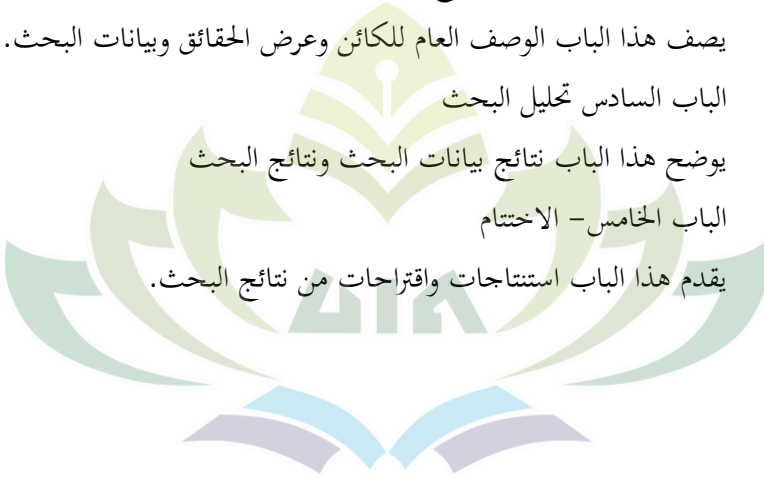 يصف هذا الباب الوصف العام للكائن وعرض الحقائق وبيانات البحث.
الباب السادس تحليل البحث
يوضح هذا الباب نتائج بيانات البحث ونتائج البحث
الباب الخامس– الاختتام
يقدم هذا الباب استنتاجات واقتراحات من نتائج البحث.